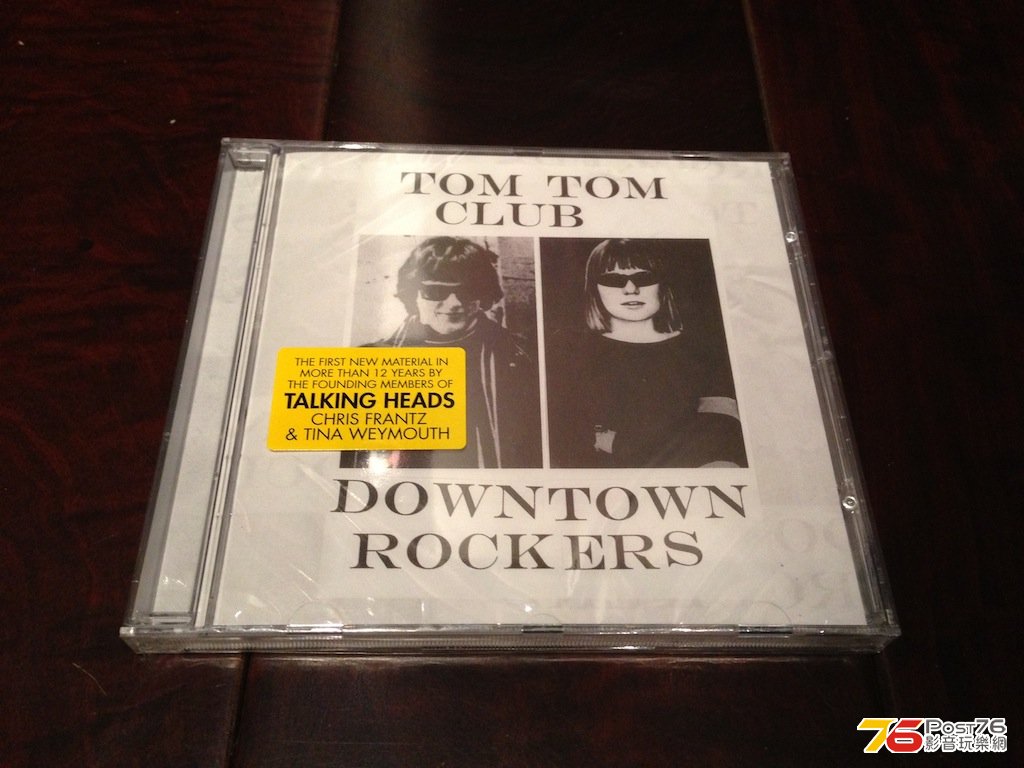 TOM TOM
CLUB
THE FIRST NEW MATERIAL IN
MORE THAN 12 YEARS BY
THE FOUNDING MEMBERS OF
TALKING HEADS
CHRIS FRANTZ
& TINA WEYMOUTH
DOWNTOWN
ROCKERS
76 Post76
影音玩樂網